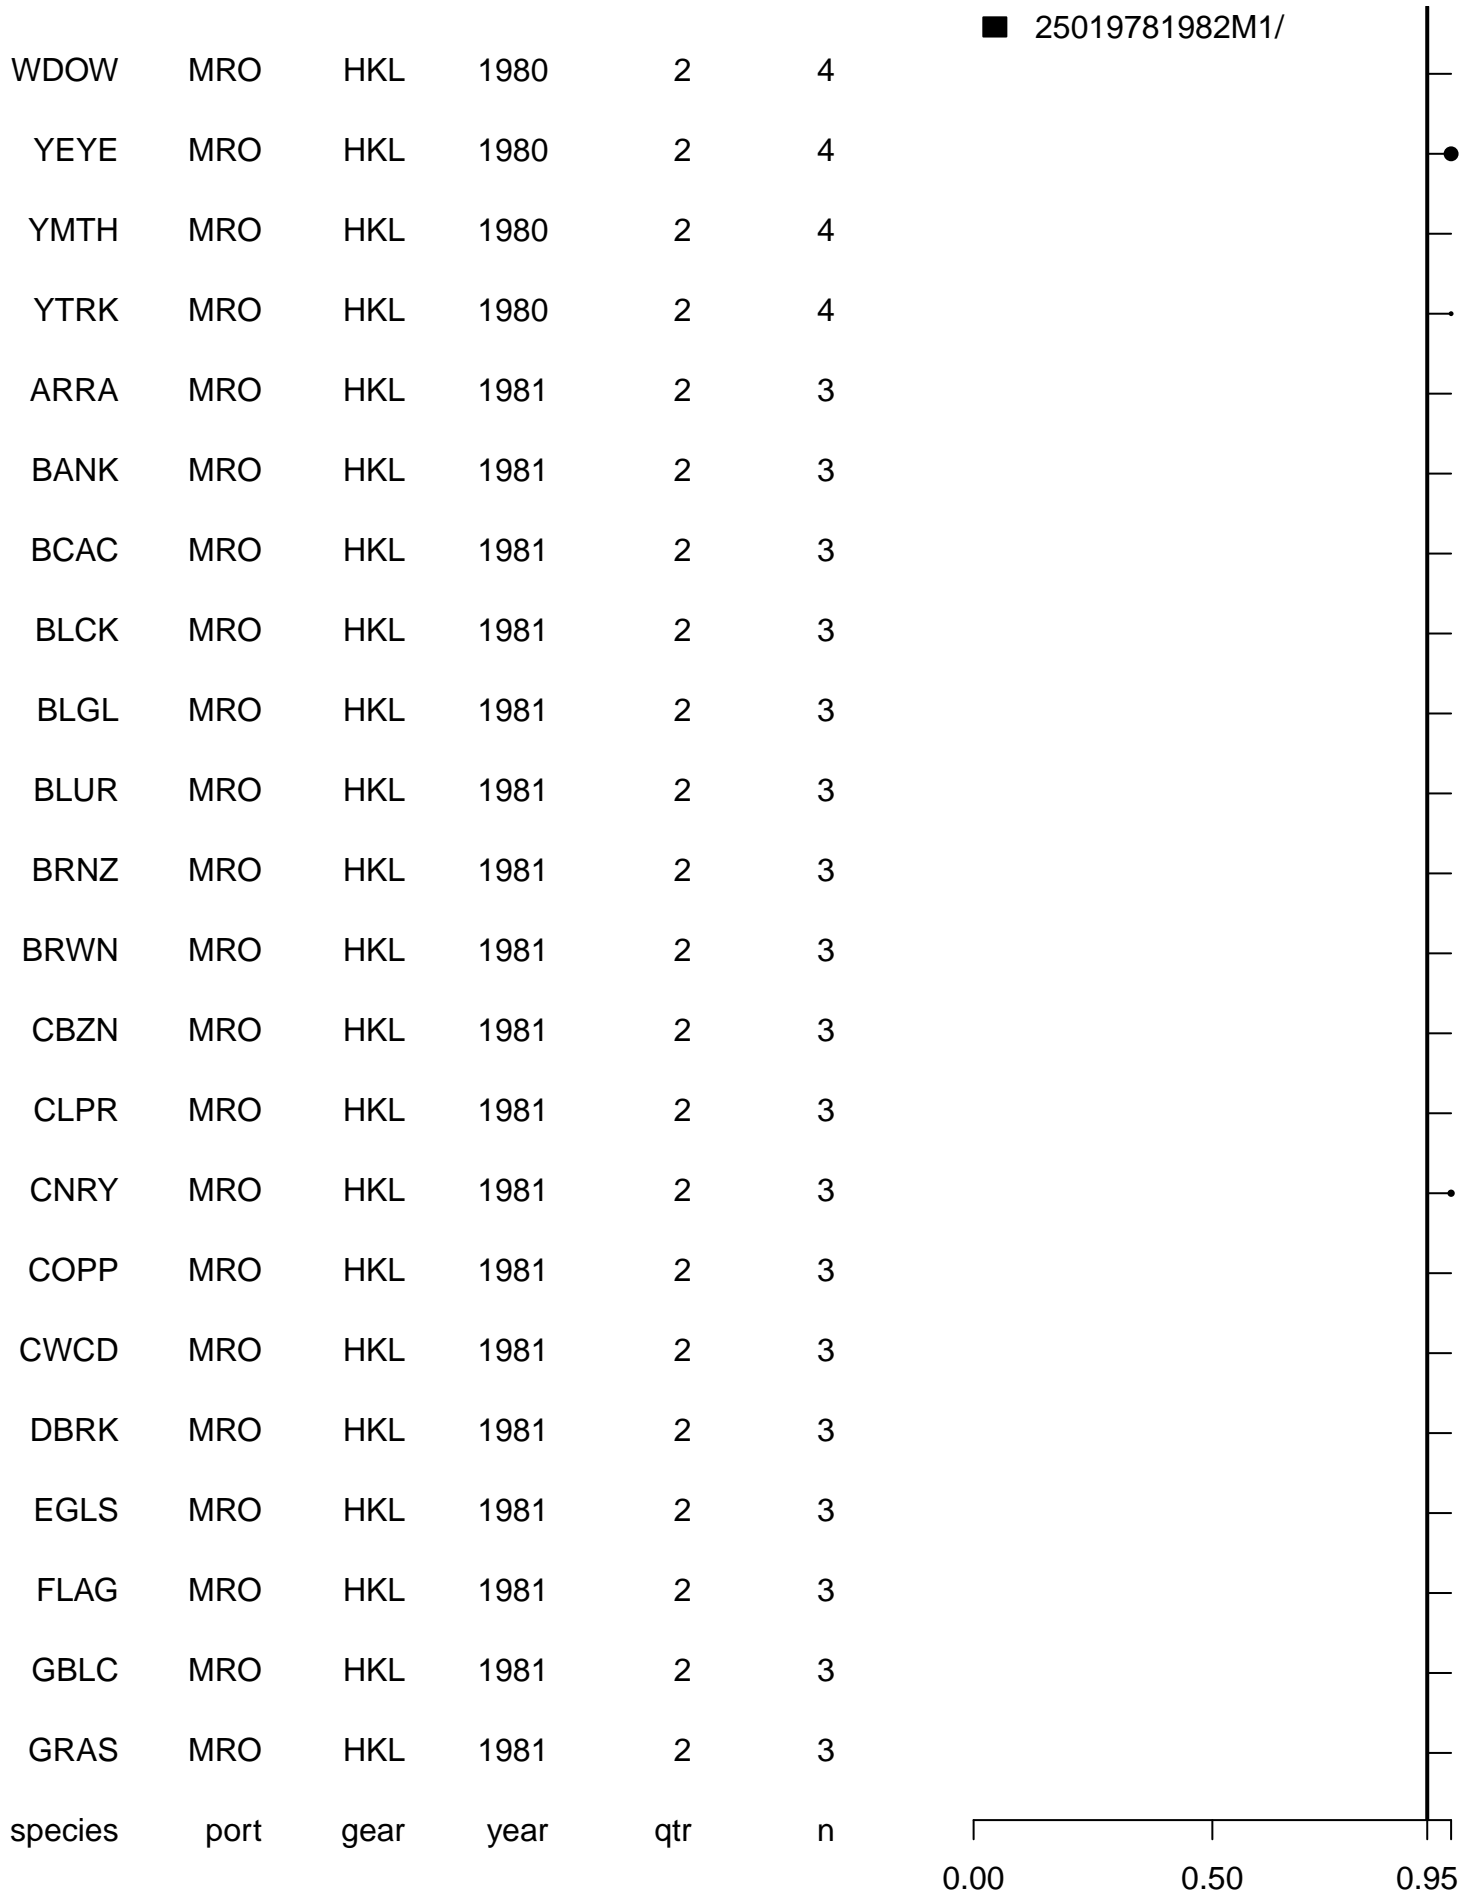 25019781982M1/
WDOW MRO HKL 1980 2 4
YEYE MRO HKL 1980 2 4
YMTH MRO HKL 1980 2 4
YTRK MRO HKL 1980 2 4
ARRA MRO HKL 1981 2 3
BANK MRO HKL 1981 2 3
BCAC MRO HKL 1981 2 3
BLCK MRO HKL 1981 2 3
BLGL MRO HKL 1981 2 3
BLUR MRO HKL 1981 2 3
BRNZ MRO HKL 1981 2 3
BRWN MRO HKL 1981 2 3
CBZN MRO HKL 1981 2 3
CLPR MRO HKL 1981 2 3
CNRY MRO HKL 1981 2 3
COPP MRO HKL 1981 2 3
CWCD MRO HKL 1981 2 3
DBRK MRO HKL 1981 2 3
EGLS MRO HKL 1981 2 3
FLAG MRO HKL 1981 2 3
GBLC MRO HKL 1981 2 3
GRAS MRO HKL 1981 2 3
species port gear year qtr n
0.00 0.50 0.95